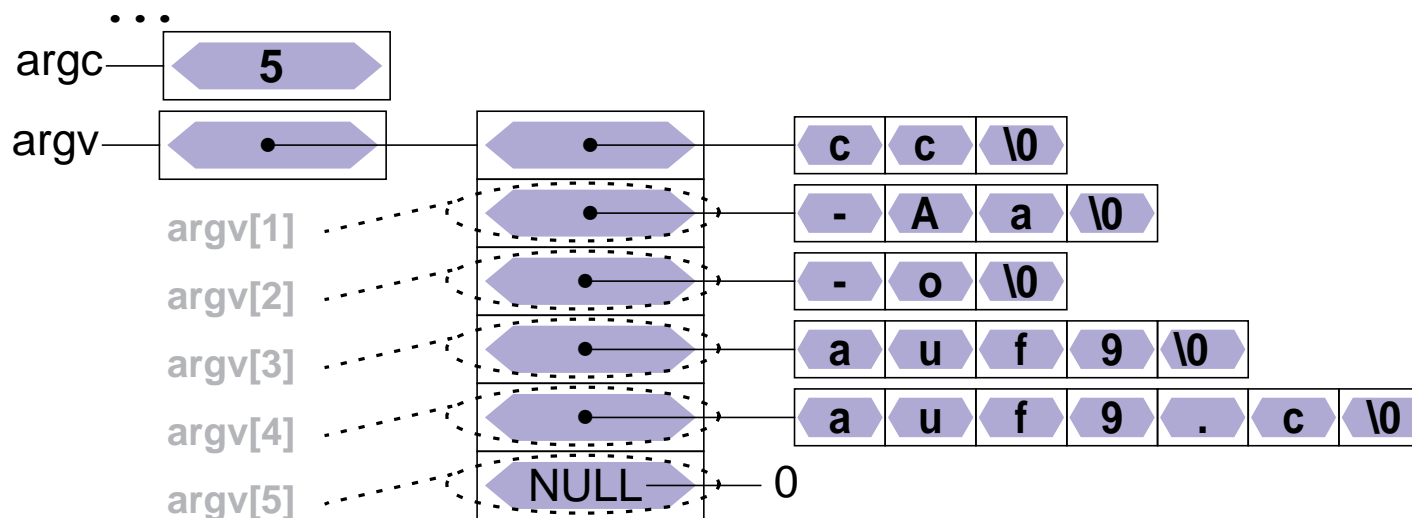 ...
argc 5
argv c c \0
argv[1] - A a \0
argv[2] - o \0
argv[3] a u f 9 \0
argv[4] a u f 9 . c \0
argv[5] NULL 0